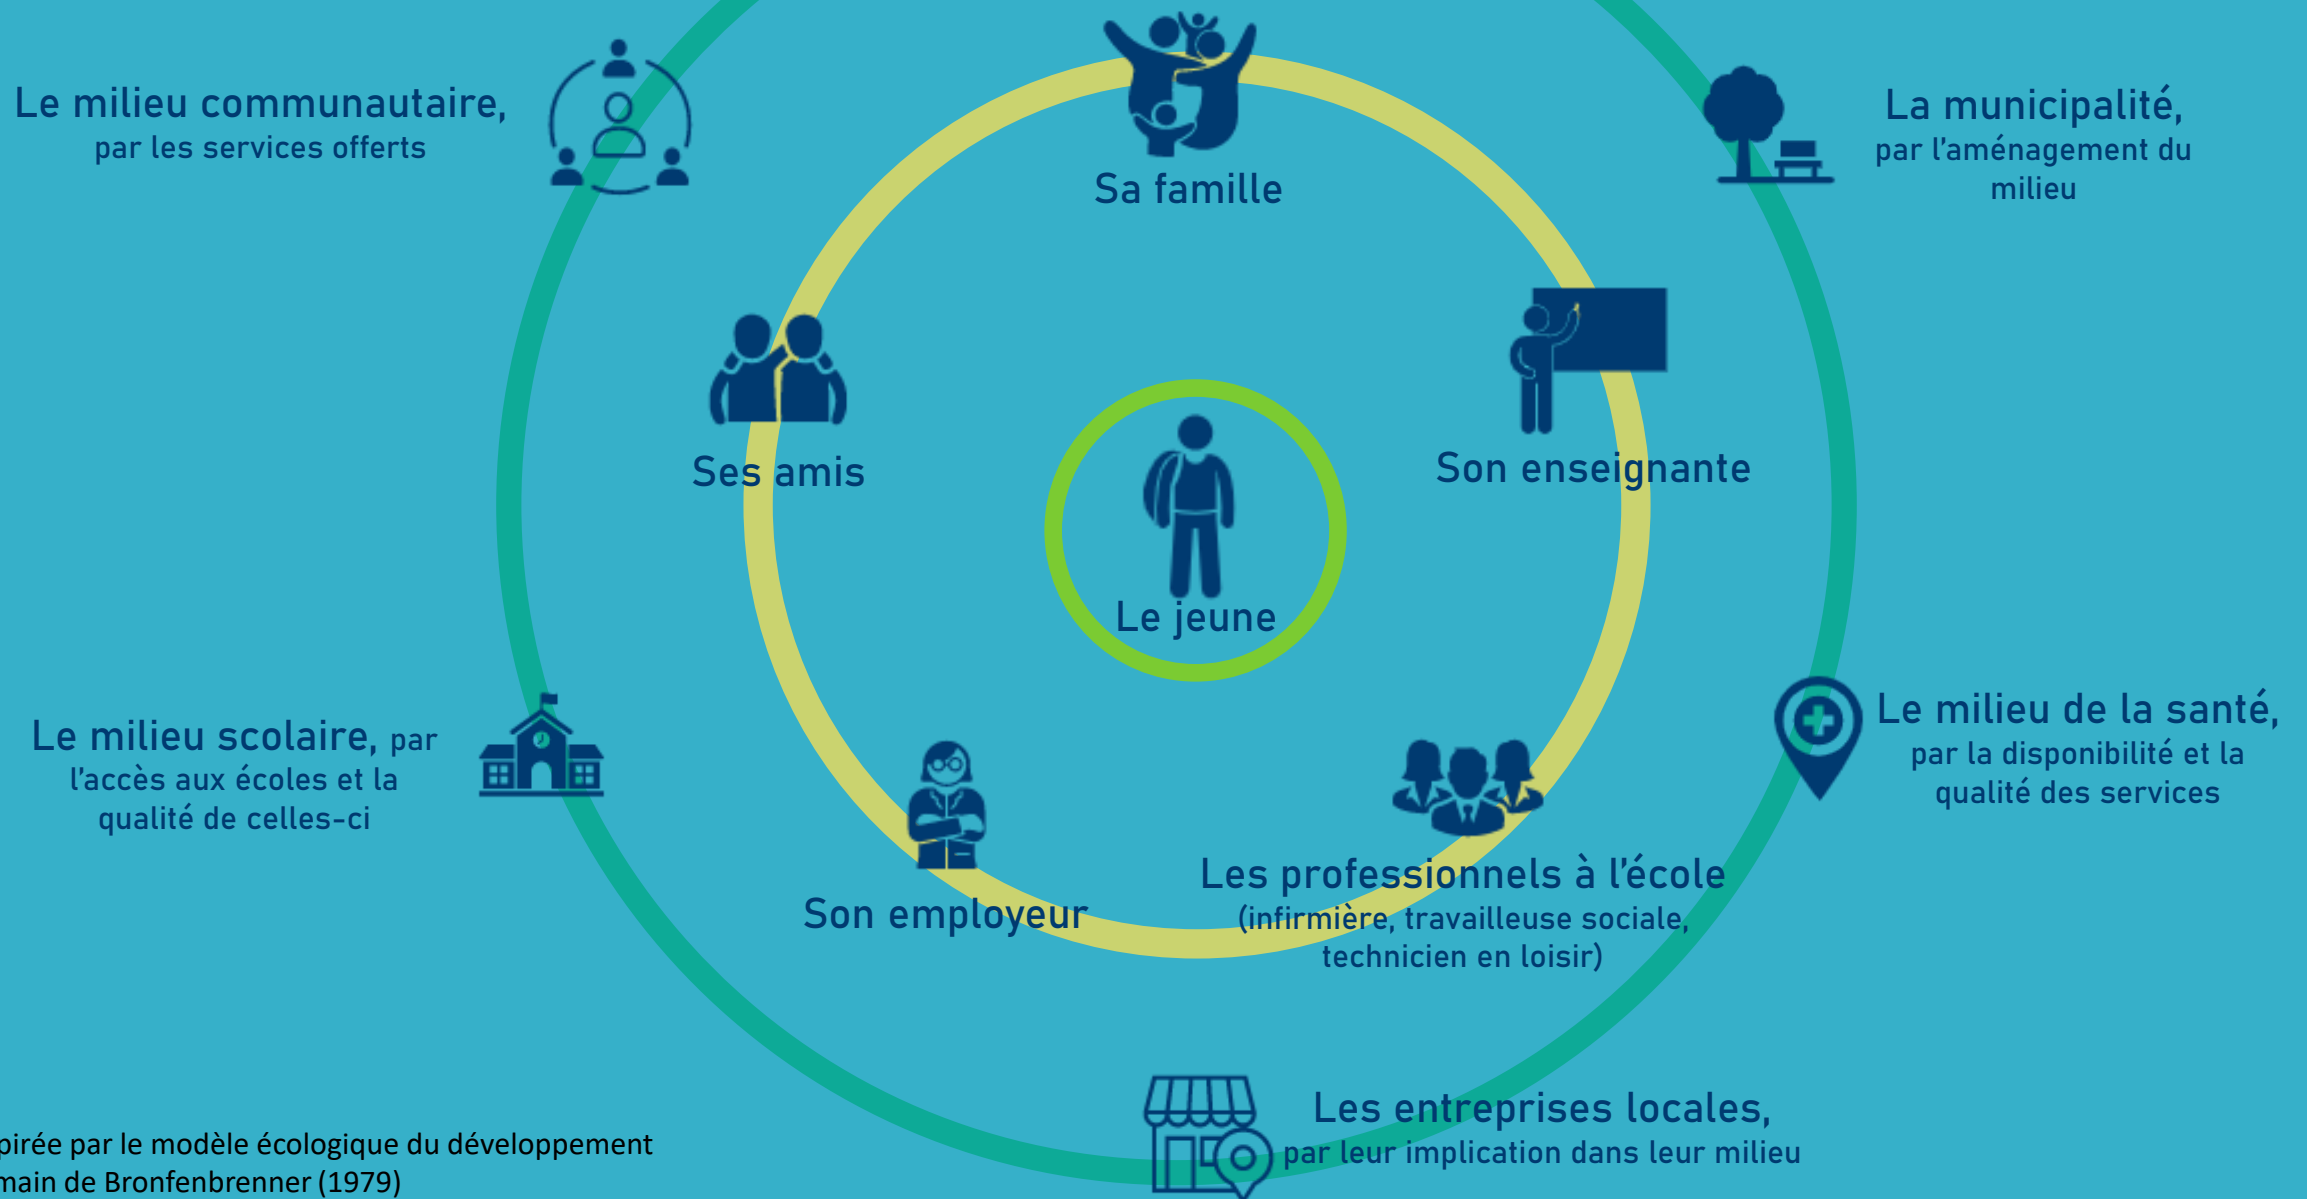 Le milieu communautaire,
par les services offerts
Sa famille
La municipalité,
par l'aménagement du
milieu
Ses amis
Son enseignante
Le jeune
Le milieu scolaire, par
l'accès aux écoles et la
qualité de celles-ci
Le milieu de la santé,
par la disponibilité et la
qualité des services
Son employeur
Les professionnels à l'école
(infirmière, travailleuse sociale,
technicien en loisir)
Les entreprises locales,
par leur implication dans leur milieu
par le modèle écologique du développement
de Bronfenbrenner (1979)